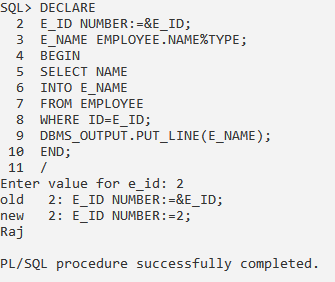 SQL> DECLARE
2 E_ID NUMBER:=&E_ID;
3 E_NAME EMPLOYEE.NAME%TYPE;
4 BEGIN
5 SELECT NAME
6 INTO E_NAME
7 FROM EMPLOYEE
8 WHERE ID=E_ID;
9 DBMS_OUTPUT.PUT_LINE(E_NAME);
10 END;
11 /
Enter value for e_id: 2
old 2: E_ID NUMBER:=&E_ID;
new 2: E_ID NUMBER:=2;
Raj
PL/SQL procedure successfully completed.